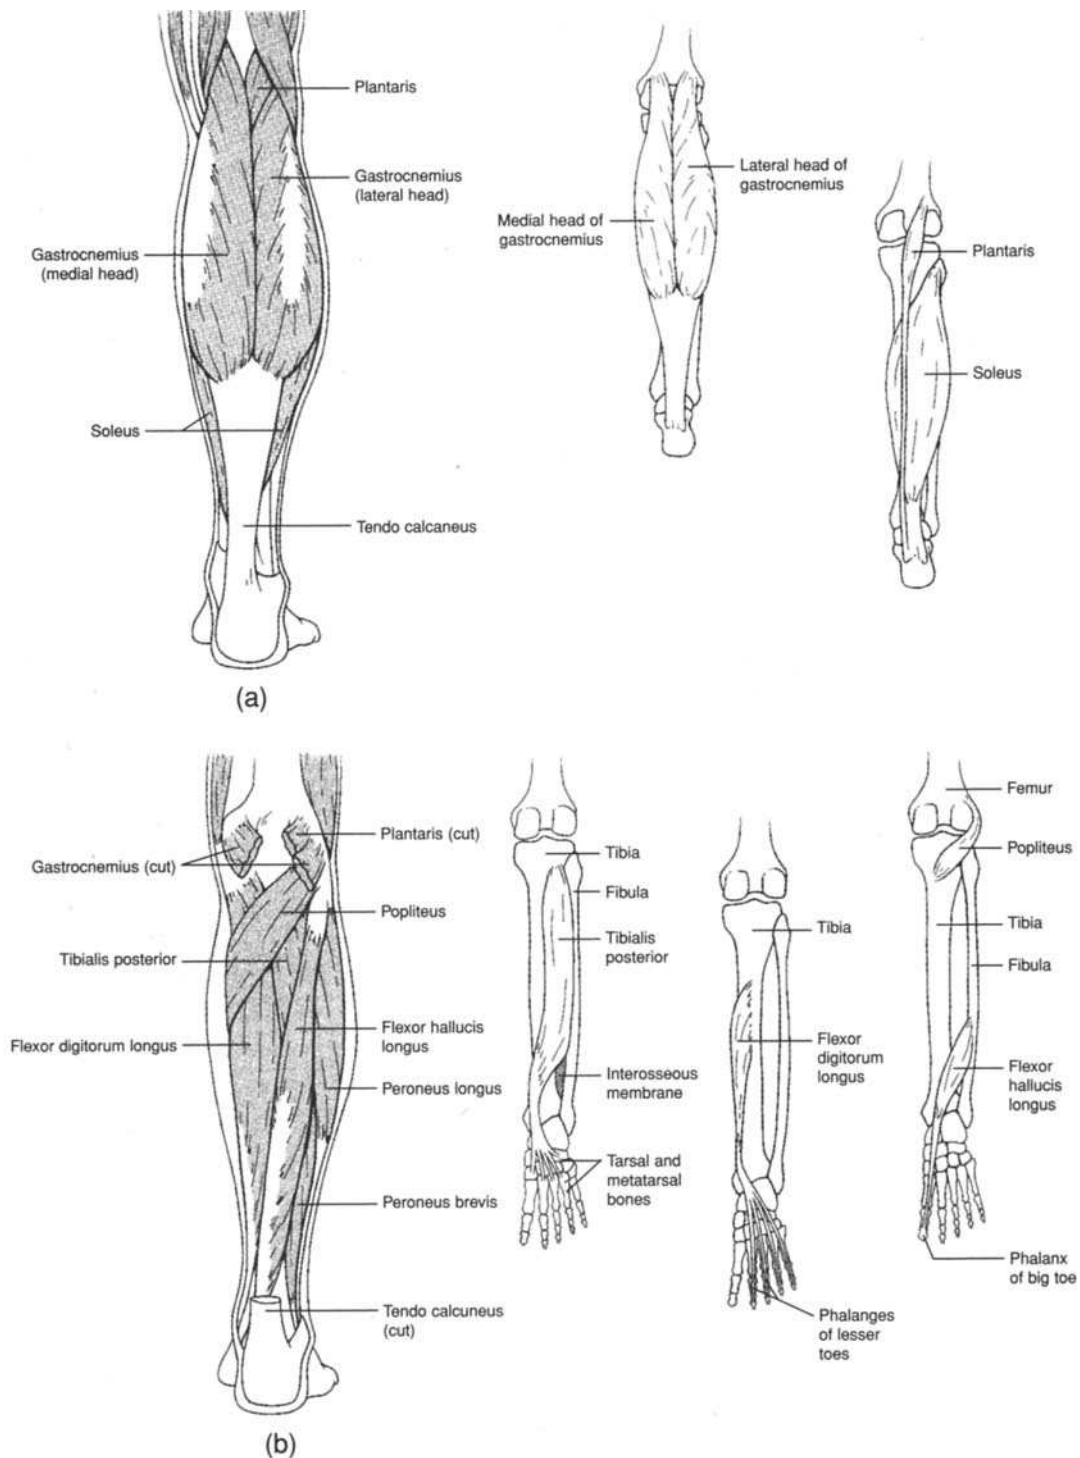 Plantaris
Gastrocnemius
(lateral head)
Gastrocnemius
(medial head)
Soleus
Tendo calcaneus
(a)
Lateral head of
gastrocnemius
Medial head of
gastrocnemius
Plantaris
Soleus
Plantaris (cut)
Gastrocnemius (cut)
Popliteus
Tibialis posterior
Flexor hallucis
longus
Flexor digitorum longus
Peroneus longus
Peroneus brevis
Tendo calcuneus
(cut)
(b)
Tibia
Fibula
Tibialis
posterior
Interosseous
membrane
Tarsal and
metatarsal
bones
Tibia
Flexor
digitorum
longus
Phalanges
of lesser
toes
Femur
Popliteus
Tibia
Fibula
Flexor
hallucis
longus
Phalanx
of big toe